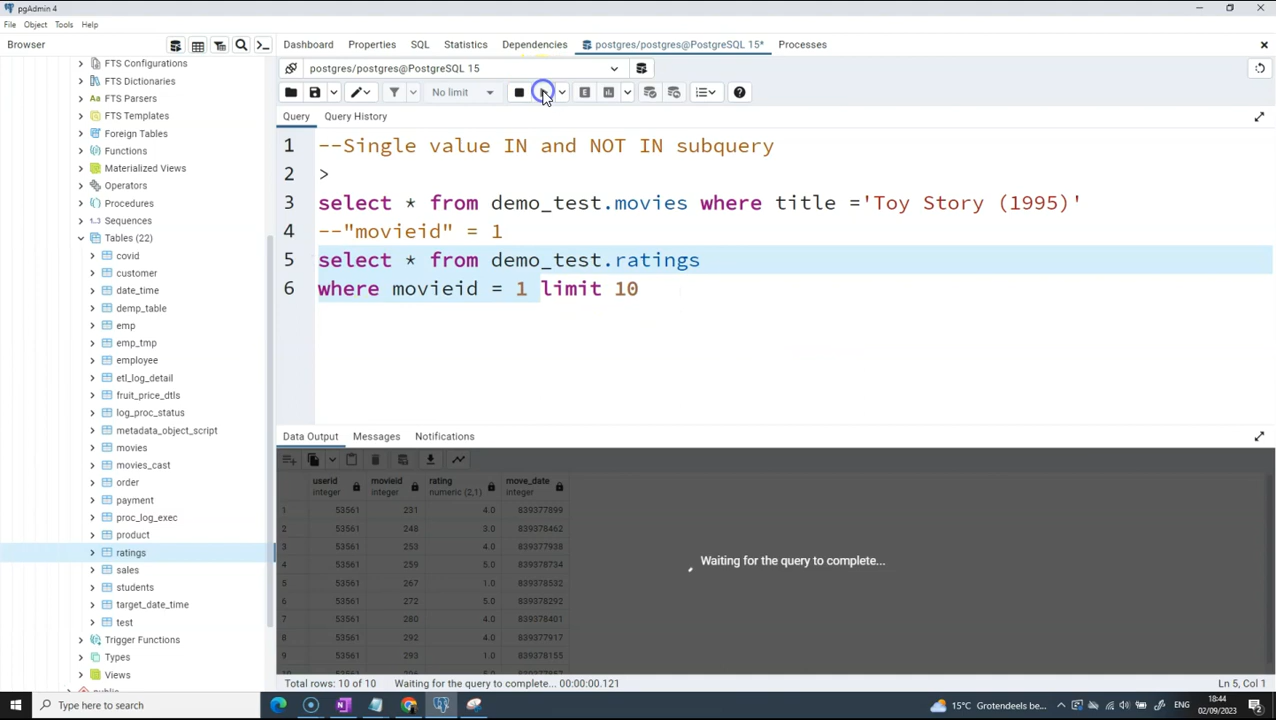 pgAdmin 4
File Object Tools Help
Browser
Dashboard Properties SQL Statistics Dependencies postgres/postgres@PostgreSQL 15* Processes
FTS Configurations
FTS Dictionaries
FTS Parsers
FTS Templates
Foreign Tables
Functions
Materialized Views
Operators
Procedures
Sequences
Tables (22)
covid
customer
date_time
demp_table
emp
emp_tmp
employee
etl_log_detail
fruit_price_dtls
log_proc_status
metadata_object_script
movies
movies_cast
order
payment
proc_log_exec
product
ratings
sales
students
target_date_time
test
Trigger Functions
Types
Views
postgres/postgres@PostgreSQL 15
No limit
E
Query Query History
1 --Single value IN and NOT IN subquery
2 >
3 select * from demo_test.movies where title ='Toy Story (1995)'
4 --"movieid" = 1
5 select * from demo_test.ratings
6 where movieid = 1 limit 10
Data Output Messages Notifications
userid movieid rating move_date
integer integer numeric (2,1) integer
1 53561 231 4.0 839377899
2 53561 248 3.0 839378462
3 53561 253 4.0 839377938
4 53561 259 5.0 839378734
5 53561 267 1.0 839378532
6 53561 272 5.0 839378292
7 53561 280 4.0 839378401
8 53561 292 4.0 839377917
9 53561 293 1.0 839378155
Waiting for the query to complete...
Total rows: 10 of 10 Waiting for the query to complete... 00:00:00.121 Ln 5, Col 1
Type here to search
15°C Grotendeels be... ENG
18:44
02/09/2023
2